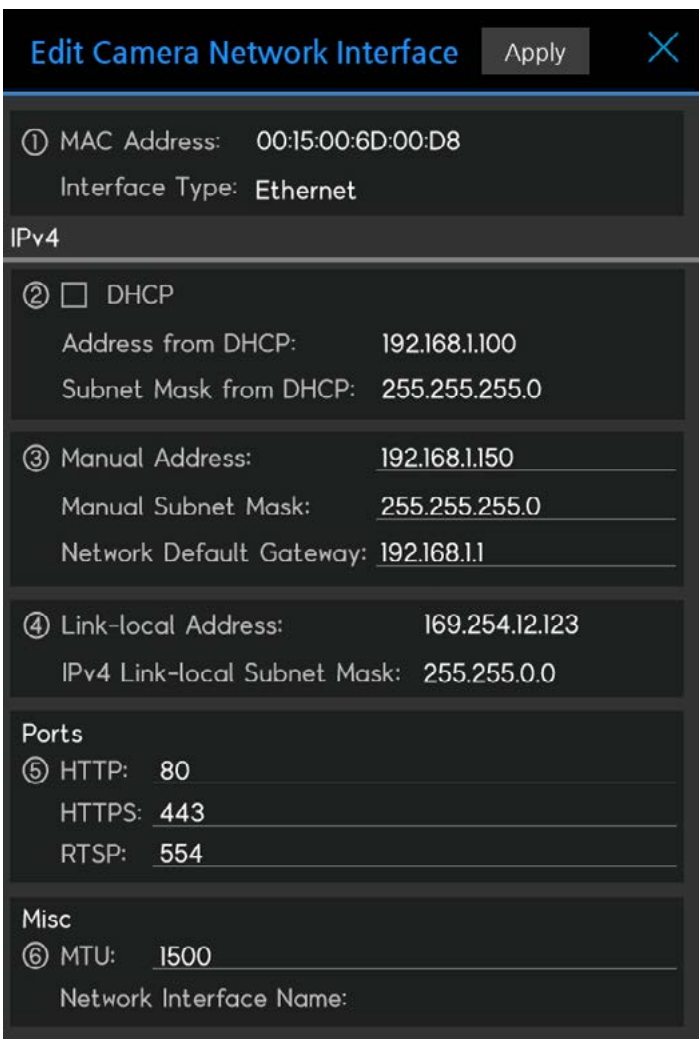 Edit Camera Network Interface Apply
① MAC Address: 00:15:00:6D:00:D8
Interface Type: Ethernet
IPv4
② DHCP
Address from DHCP: 192.168.1.100
Subnet Mask from DHCP: 255.255.255.0
③ Manual Address: 192.168.1.150
Manual Subnet Mask: 255.255.255.0
Network Default Gateway: 192.168.1.1
④ Link-local Address: 169.254.12.123
IPv4 Link-local Subnet Mask: 255.255.0.0
Ports
⑤ HTTP: 80
HTTPS: 443
RTSP: 554
Misc
⑥ MTU: 1500
Network Interface Name: